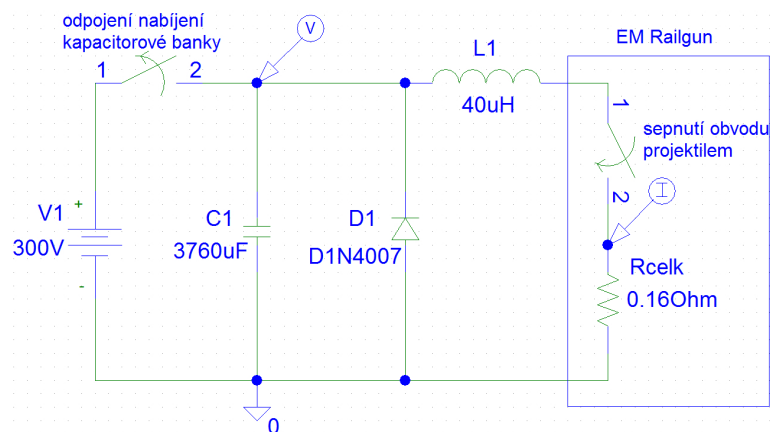 odpojení nabíjení
kapacitorové banky
1
2
V
L1
40uH
EM Railgun
1
sepnutí obvodu
projektilem
2
I
V1
+
300V
-
C1
3760uF
D1
D1N4007
Rcelk
0.16Ohm
0